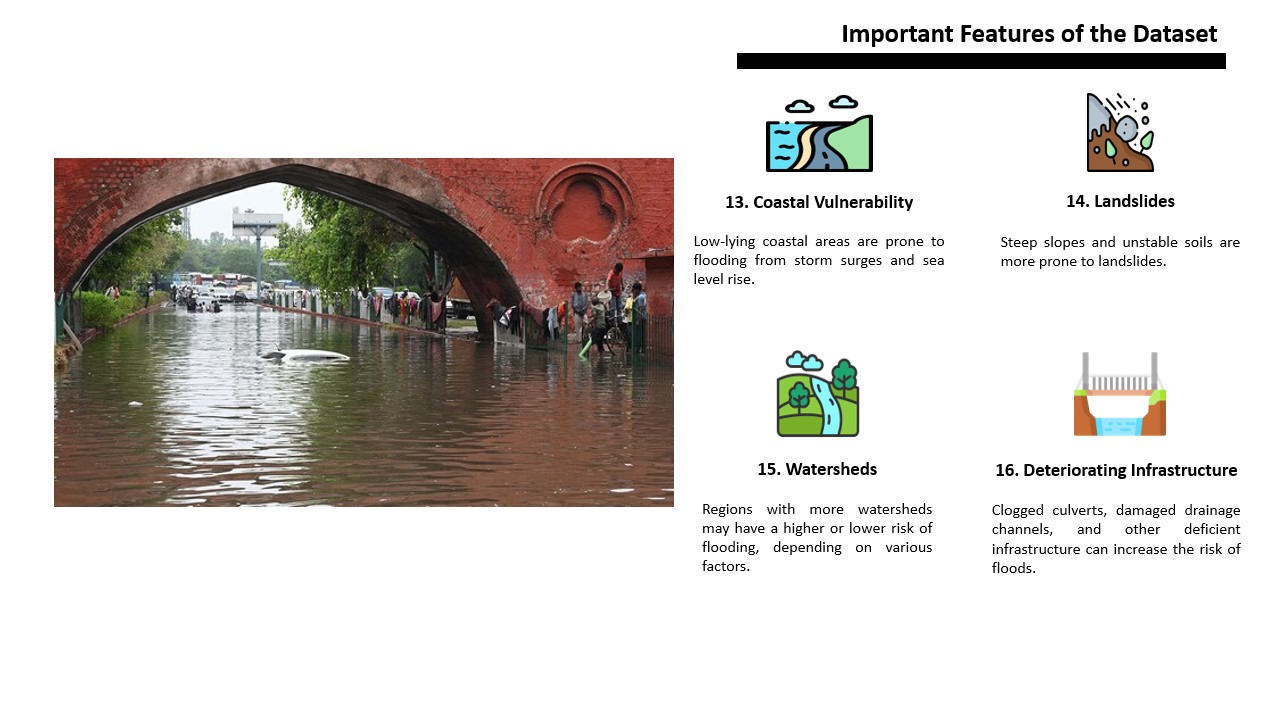 Important Features of the Dataset
13. Coastal Vulnerability
Low-lying coastal areas are prone to
flooding from storm surges and sea
level rise.
14. Landslides
Steep slopes and unstable soils are
more prone to landslides.
15. Watersheds
Regions with more watersheds
may have a higher or lower risk of
flooding, depending on various
factors.
16. Deteriorating Infrastructure
Clogged culverts, damaged drainage
channels, and other deficient
infrastructure can increase the risk of
floods.